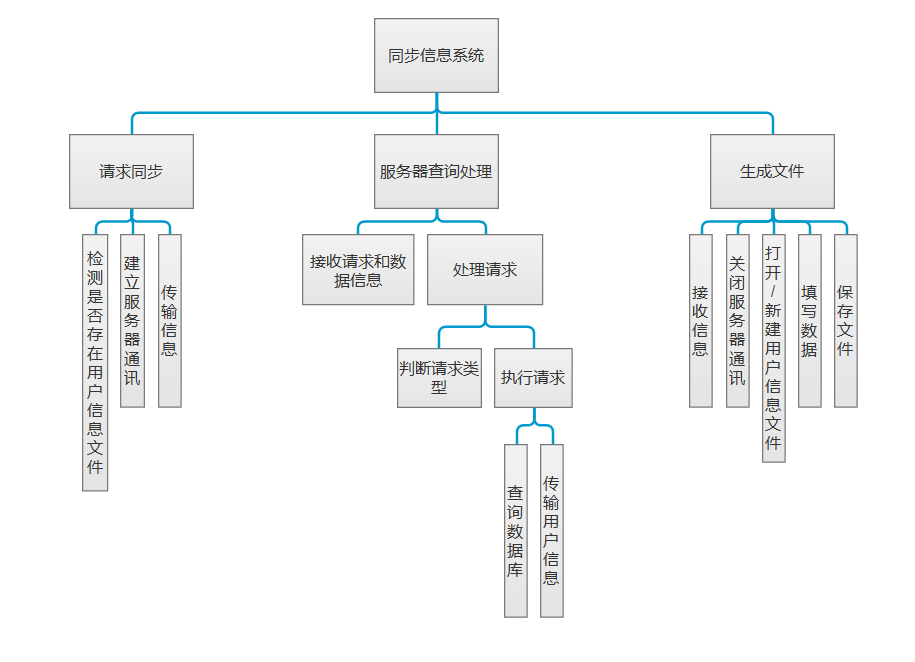 同步信息系统
请求同步
服务器查询处理
生成文件
检测是否存在用户信息文件
建立服务器通讯
传输信息
接收请求和数
据信息
处理请求
接收信息
关闭服务器通讯
打开/新建用户信息文件
填写数据
保存文件
判断请求类
型
执行请求
查询数据库
传输用户信息